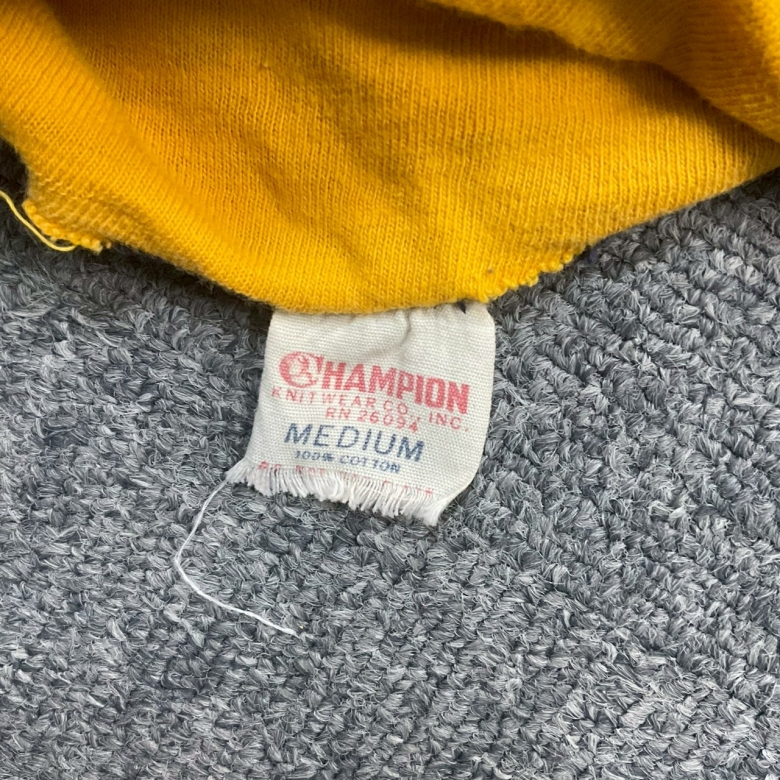 CHAMPION
KNITWEAR CO., INC.
RN 26094
MEDIUM
100% COTTON